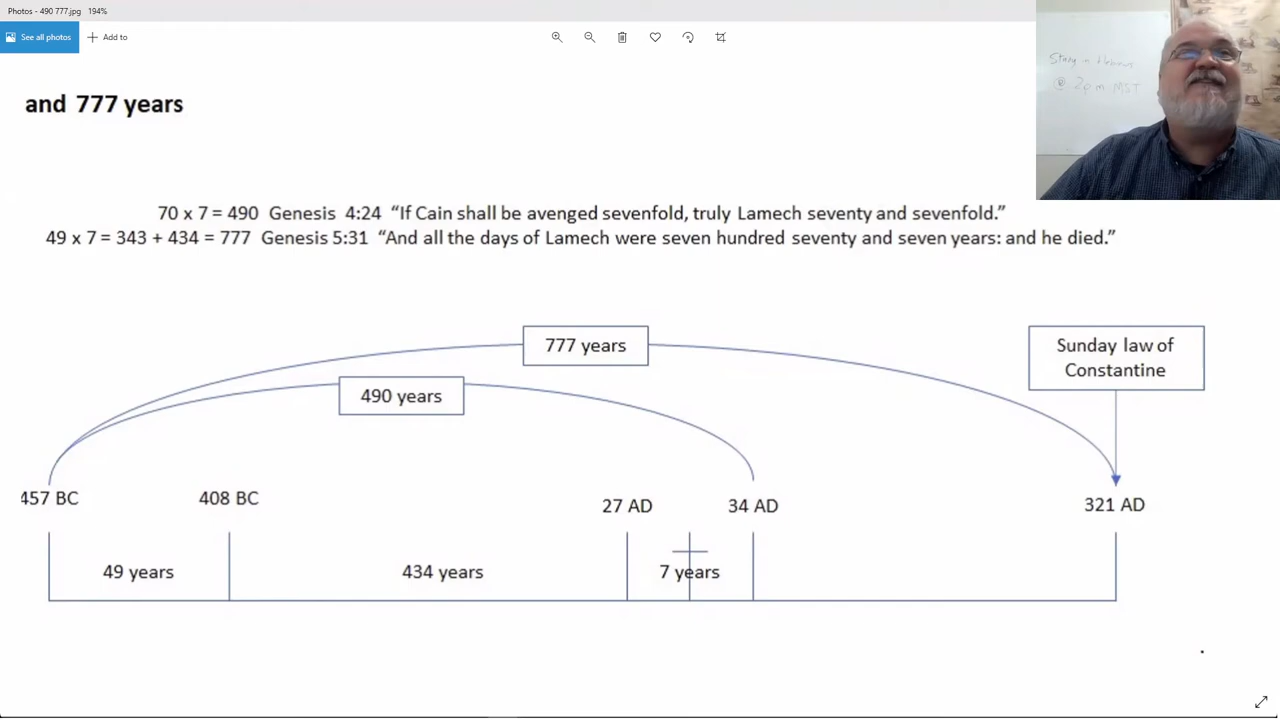 Photos - 490 777.jpg 194%
See all photos
Add to
and 777 years
70 x 7 = 490 Genesis 4:24 “If Cain shall be avenged sevenfold, truly Lamech seventy and sevenfold.”
49 x 7 = 343 + 434 = 777 Genesis 5:31 “And all the days of Lamech were seven hundred seventy and seven years: and he died.”
777 years
Sunday law of
Constantine
490 years
457 BC
408 BC
27 AD
34 AD
321 AD
49 years
434 years
7 years
@ 2pm MST